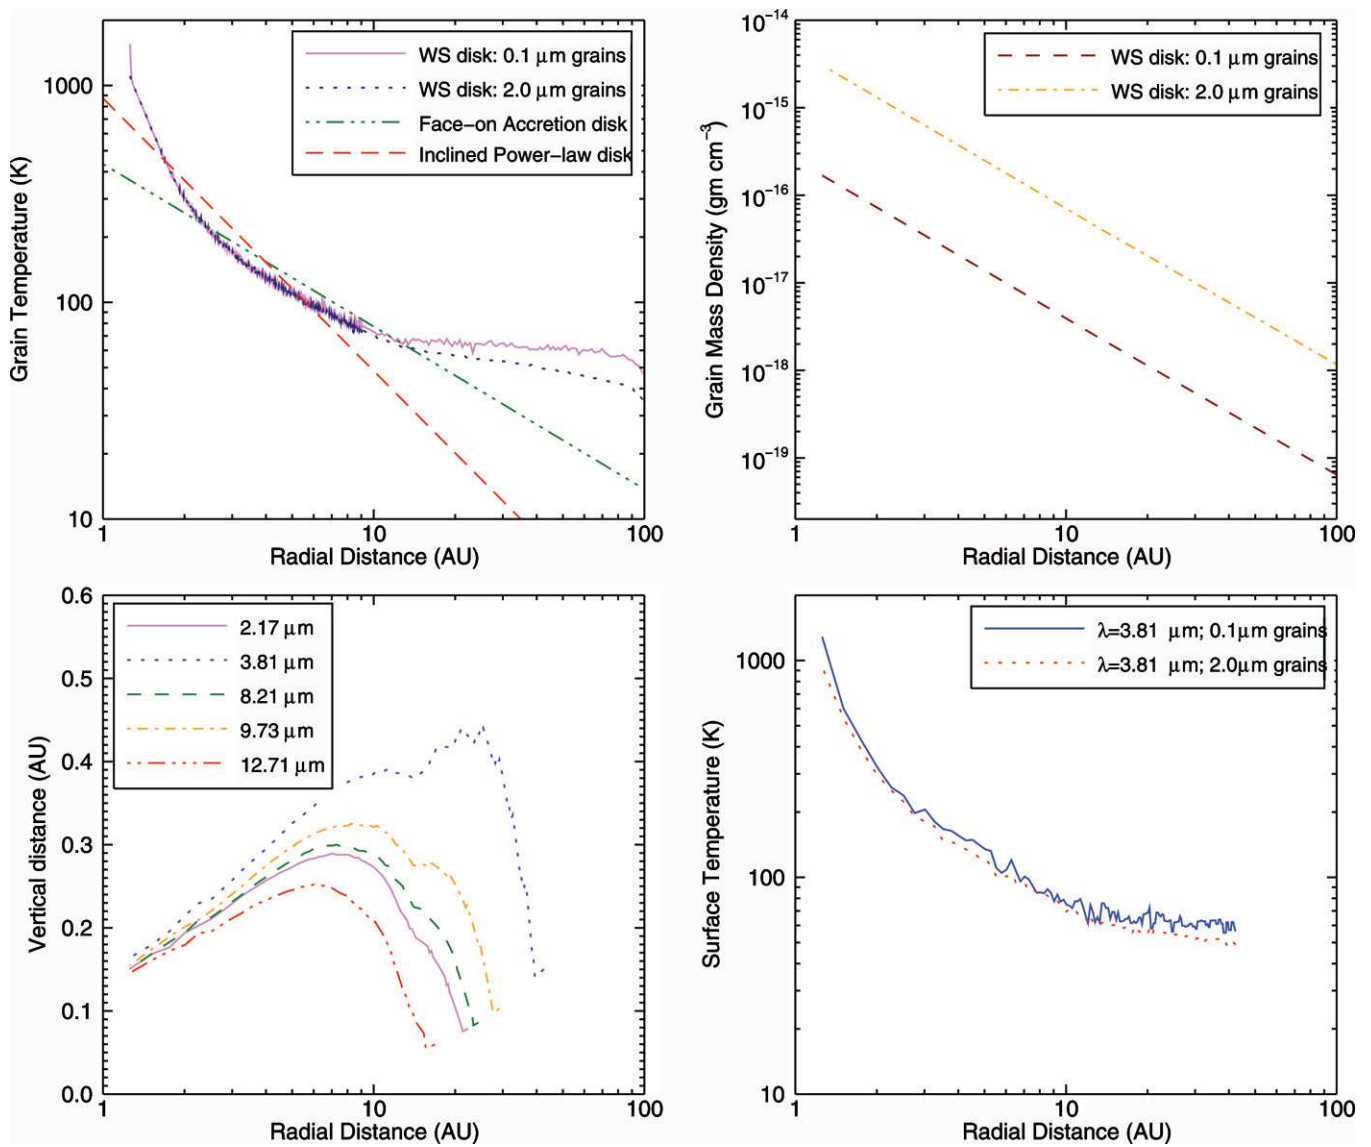 WS disk: 0.1 μm grains
WS disk: 2.0 μm grains
Face-on Accretion disk
Inclined Power-law disk
1000
100
10
Grain Temperature (K)
1
10
100
Radial Distance (AU)
WS disk: 0.1 μm grains
WS disk: 2.0 μm grains
10−14
10−15
10−16
10−17
10−18
10−19
Grain Mass Density (gm cm−3)
1
10
100
Radial Distance (AU)
2.17 μm
3.81 μm
8.21 μm
9.73 μm
12.71 μm
0.6
0.5
0.4
0.3
0.2
0.1
0.0
Vertical distance (AU)
1
10
100
Radial Distance (AU)
λ=3.81 μm; 0.1μm grains
λ=3.81 μm; 2.0μm grains
1000
100
10
Surface Temperature (K)
1
10
100
Radial Distance (AU)